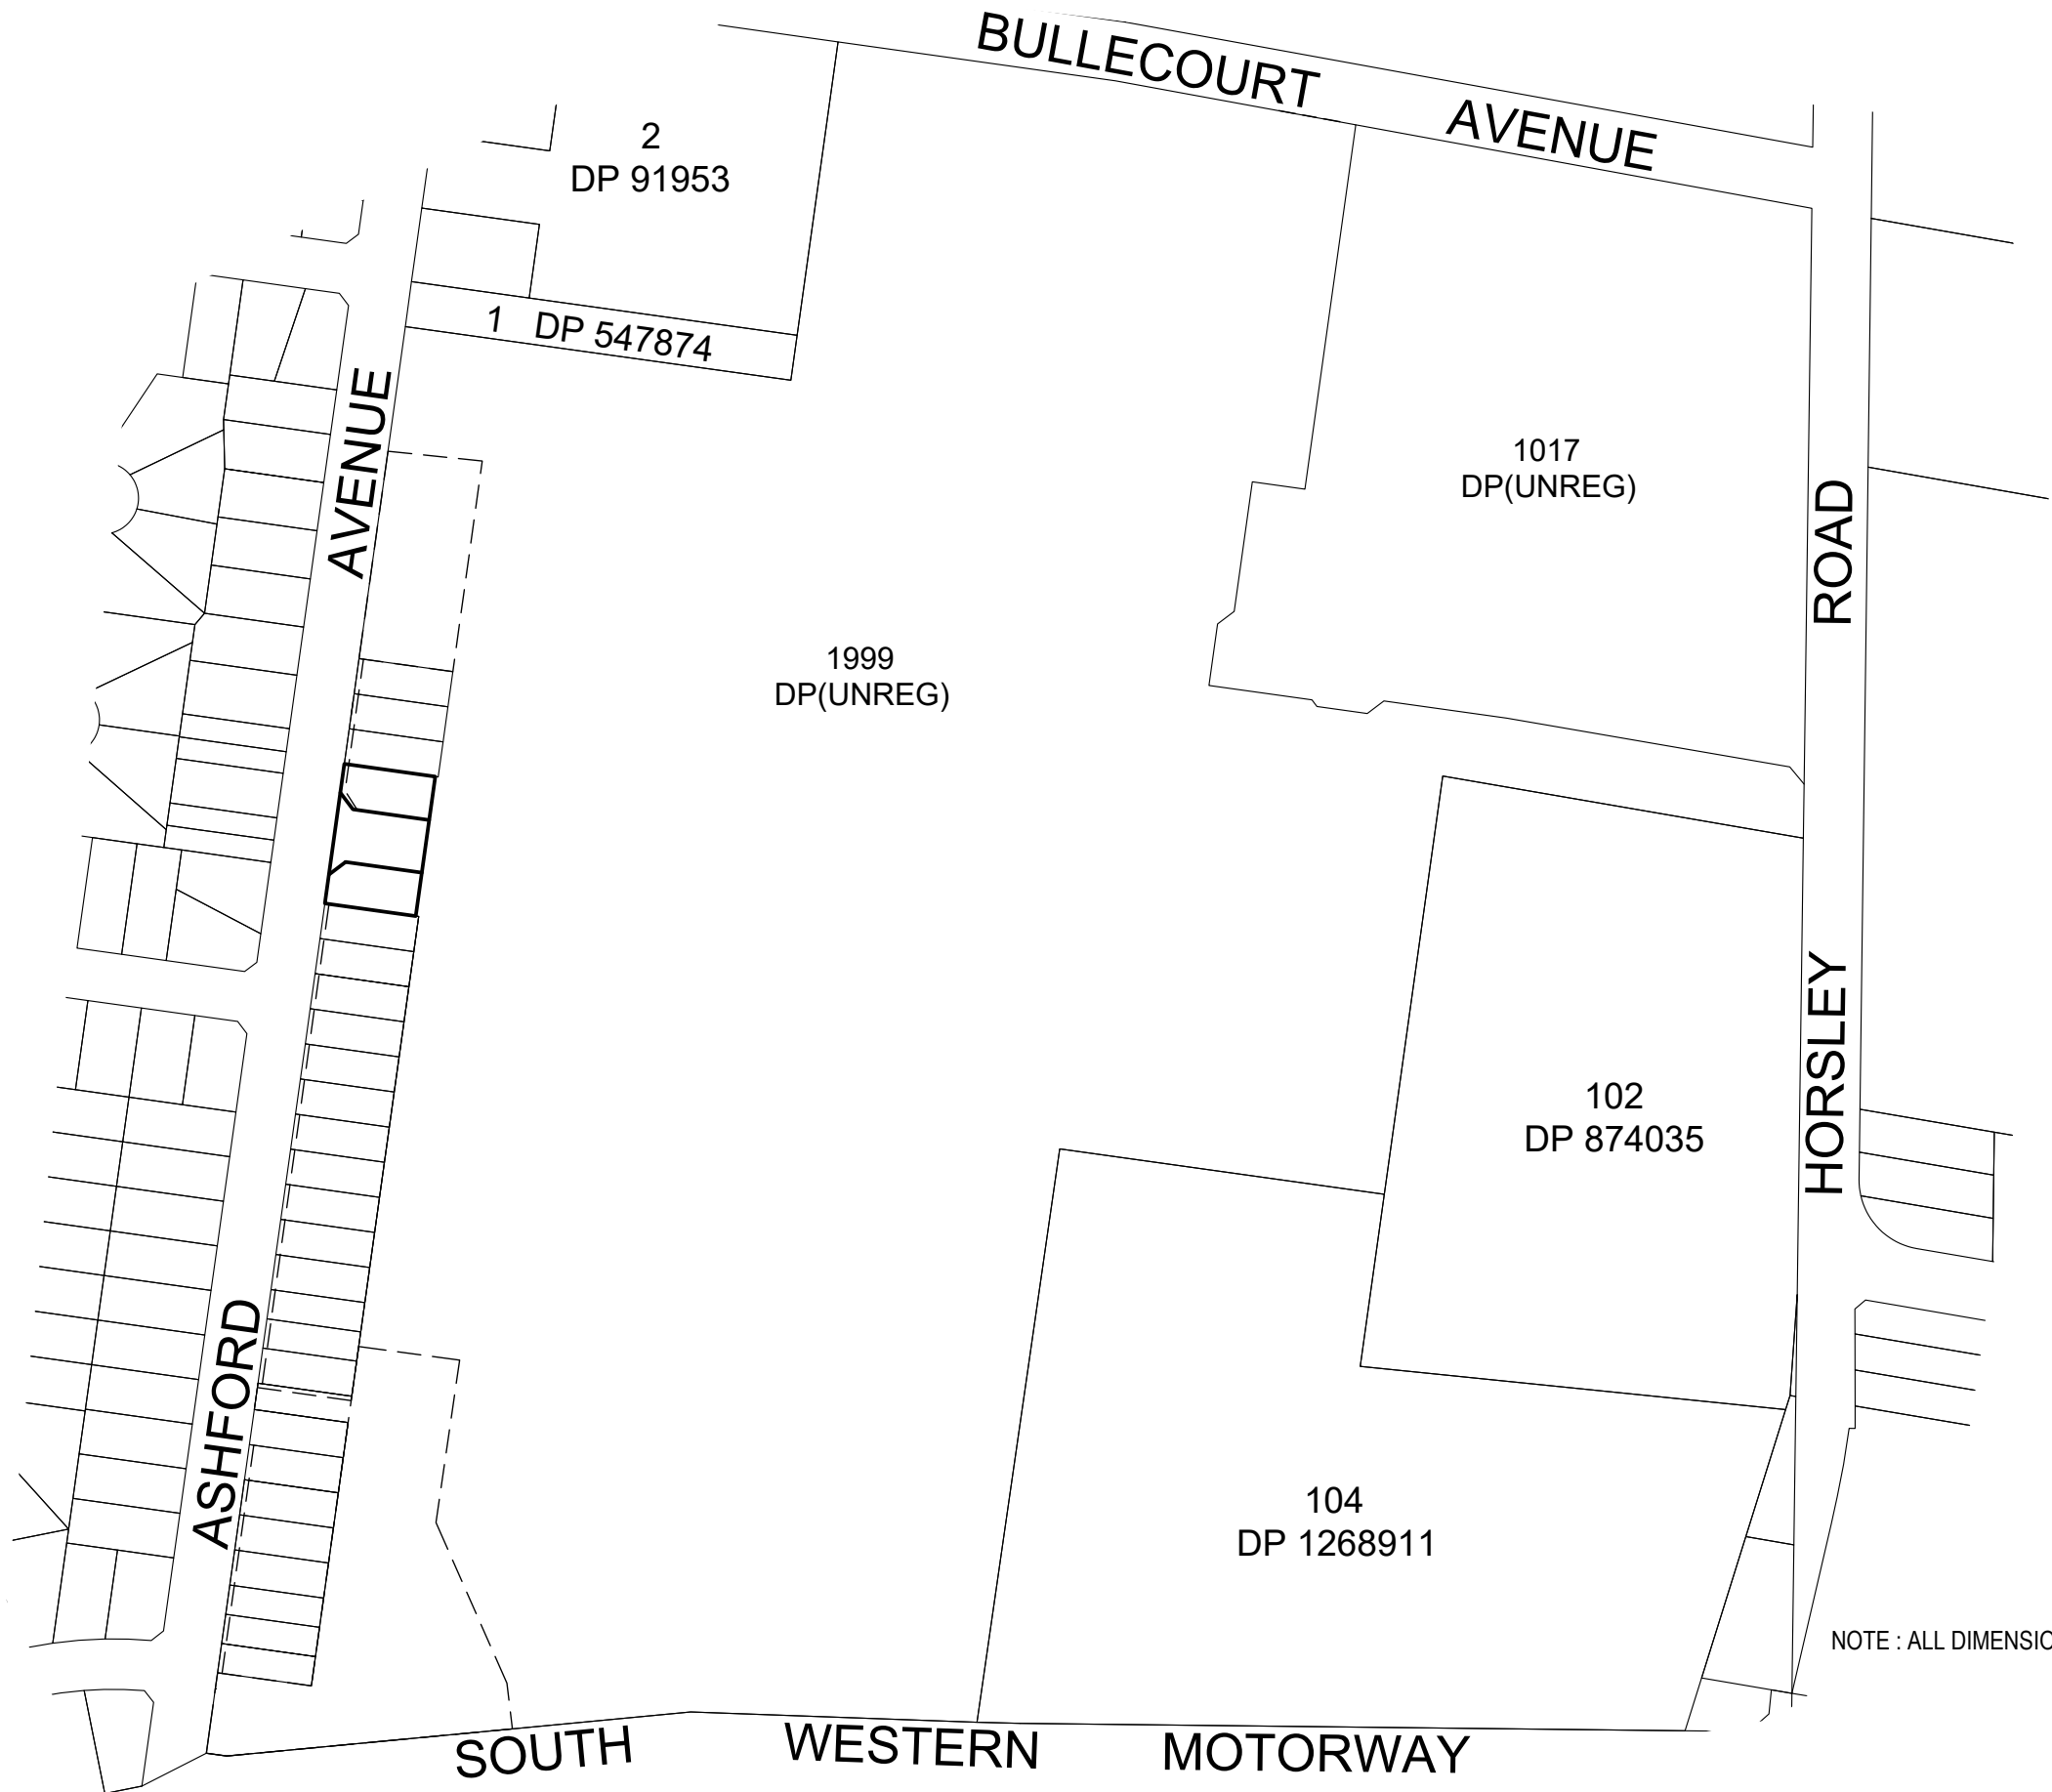 BULLECOURT AVENUE
2
DP 91953
1 DP 547874
AVENUE
1017
DP(UNREG)
ROAD
1999
DP(UNREG)
HORSLEY
102
DP 874035
ASHFORD
104
DP 1268911
NOTE : ALL DIMENSIO
SOUTH WESTERN MOTORWAY